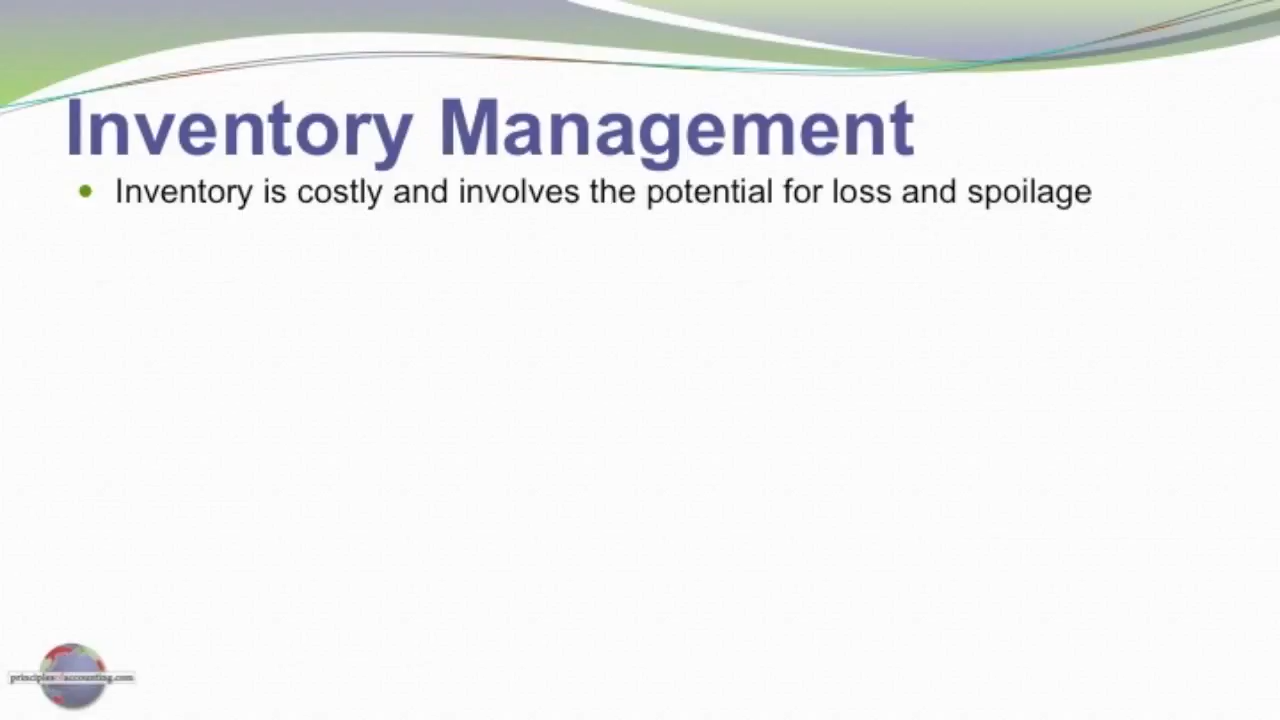 Inventory Management
Inventory is costly and involves the potential for loss and spoilage
principlesofaccounting.com